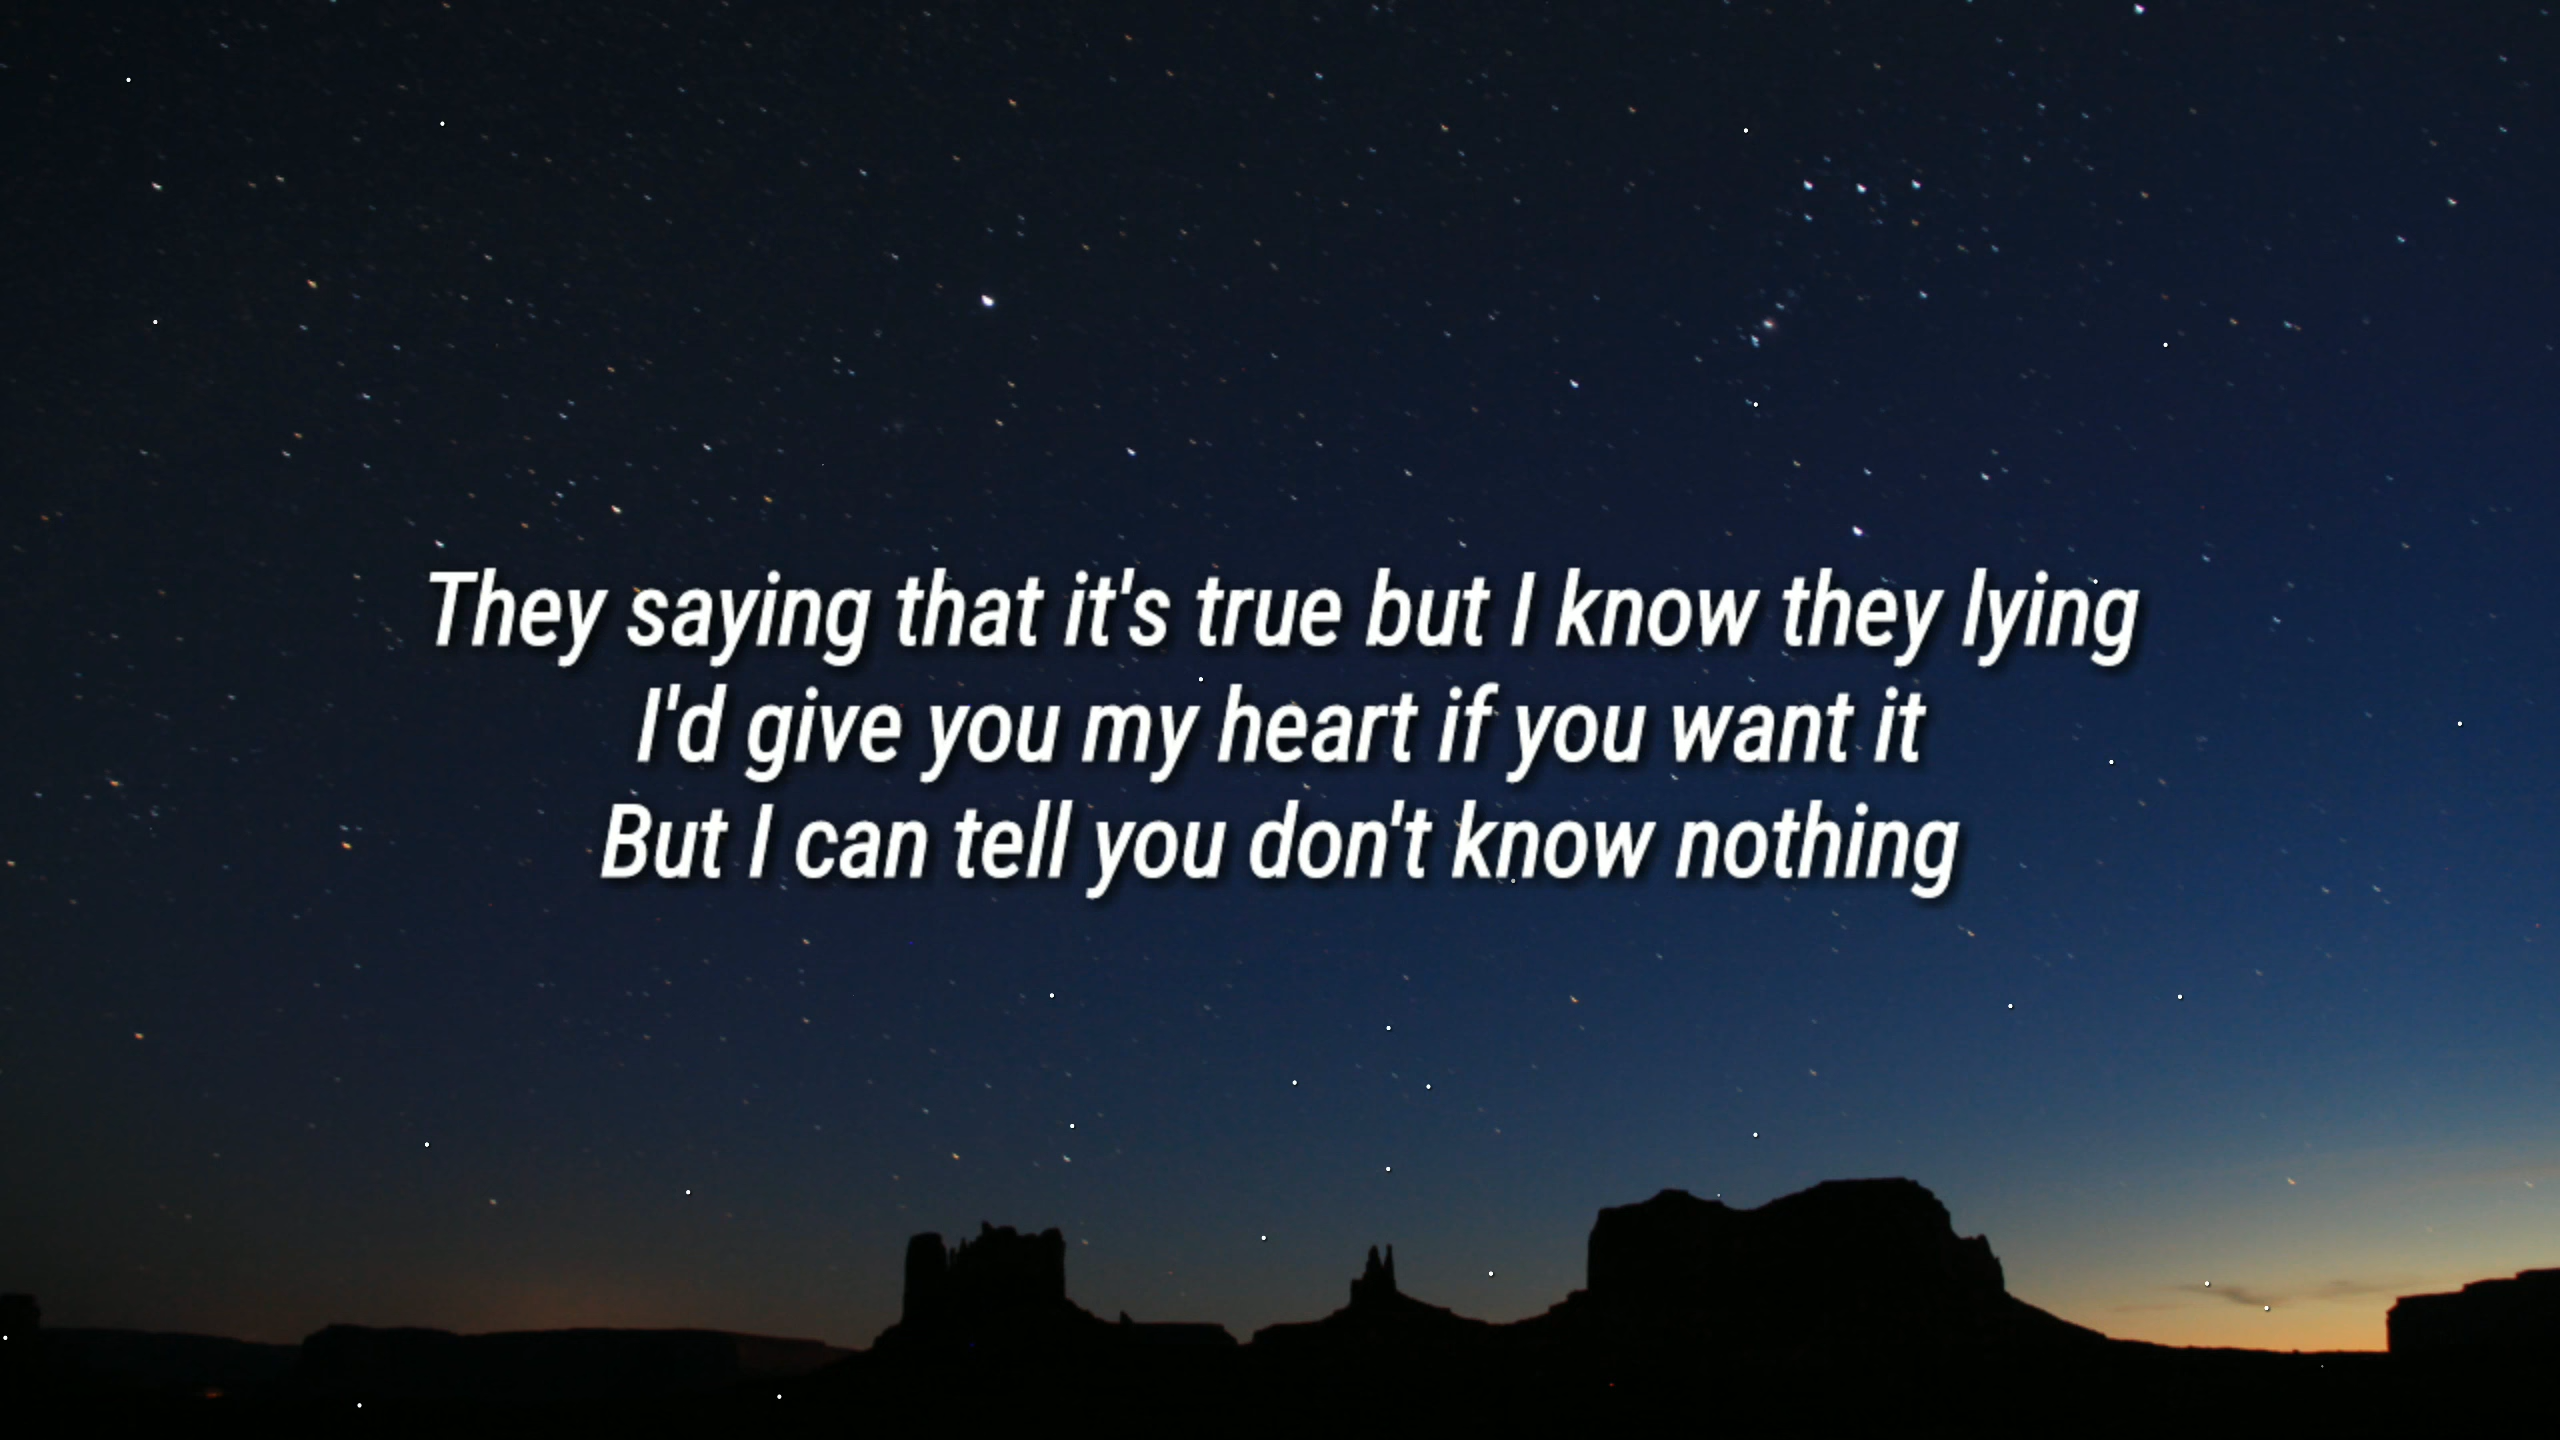 They saying that it's true but I know they lying
I'd give you my heart if you want it
But I can tell you don't know nothing